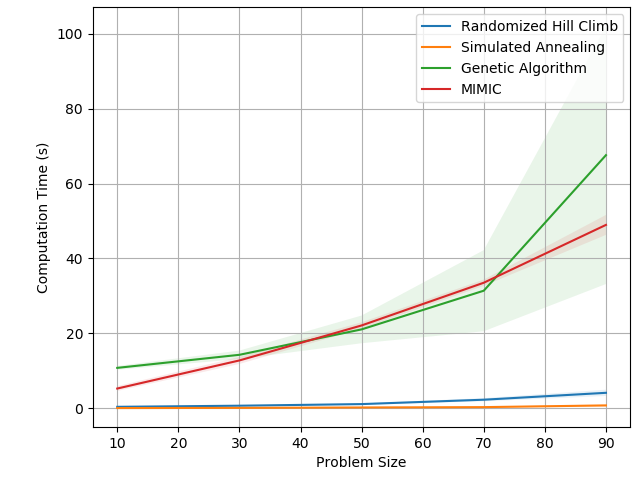 Randomized Hill Climb
Simulated Annealing
Genetic Algorithm
MIMIC
100
80
60
40
20
0
Computation Time (s)
10 20 30 40 50 60 70 80 90
Problem Size